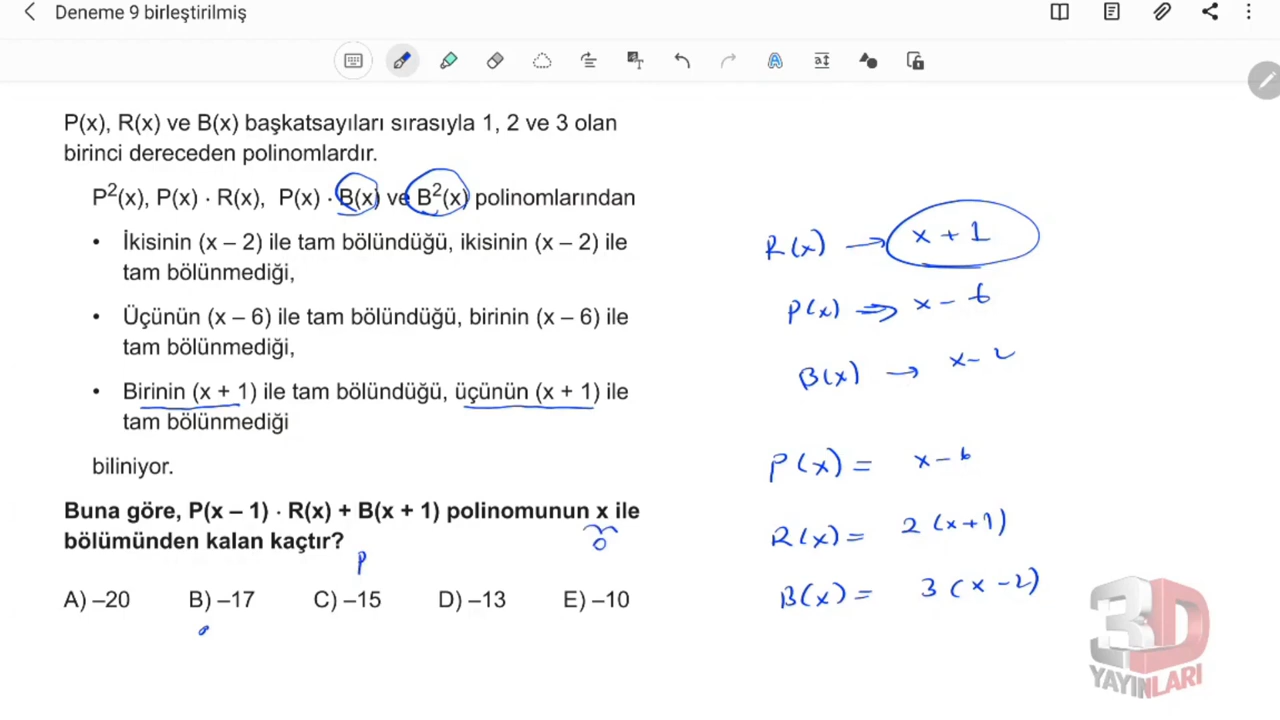 Deneme 9 birleştirilmiş
P(x), R(x) ve B(x) başkatsayıları sırasıyla 1, 2 ve 3 olan
birinci dereceden polinomlardır.
P²(x), P(x) · R(x), P(x) · B(x) ve B²(x) polinomlarından
• İkisinin (x – 2) ile tam bölündüğü, ikisinin (x – 2) ile
tam bölünmediği,
• Üçünün (x – 6) ile tam bölündüğü, birinin (x – 6) ile
tam bölünmediği,
• Birinin (x + 1) ile tam bölündüğü, üçünün (x + 1) ile
tam bölünmediği
biliniyor.
Buna göre, P(x – 1) · R(x) + B(x + 1) polinomunun x ile
bölümünden kalan kaçtır?
0
P
A) –20 B) –17 C) –15 D) –13 E) –10
R(x) → x + 1
P(x) → x – 6
B(x) → x – 2
P(x) = x – 6
R(x) = 2 (x+1)
B(x) = 3 (x – 2)
3D
YAYINLARI